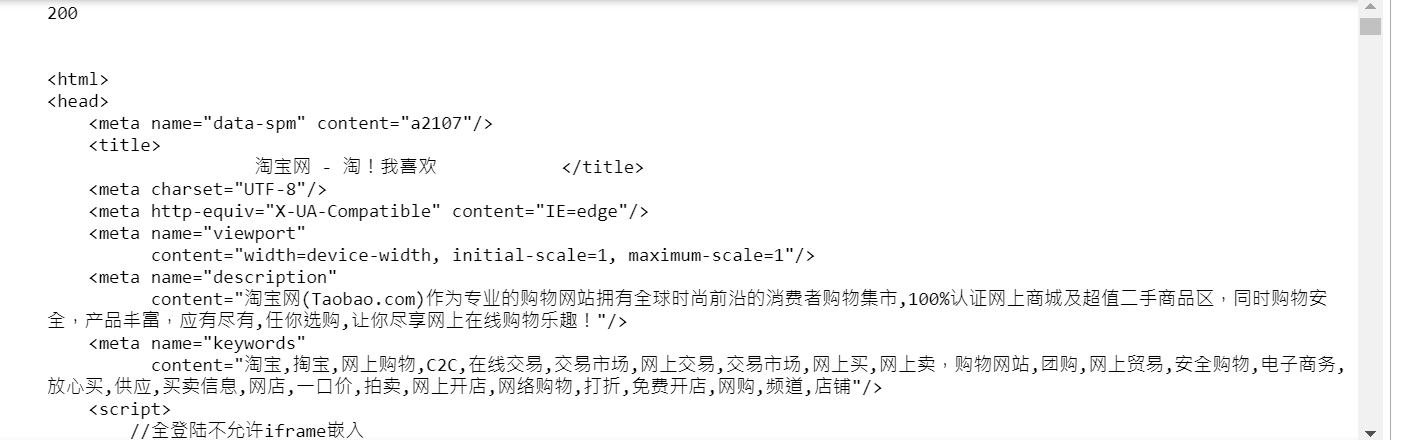 200
<html>
<head>
<meta name="data-spm" content="a2107"/>
<title>
淘宝网 - 淘！我喜欢 </title>
<meta charset="UTF-8"/>
<meta http-equiv="X-UA-Compatible" content="IE=edge"/>
<meta name="viewport"
content="width=device-width, initial-scale=1, maximum-scale=1"/>
<meta name="description"
content="淘宝网(Taobao.com)作为专业的购物网站拥有全球时尚前沿的消费者购物集市,100%认证网上商城及超值二手商品区，同时购物安
全，产品丰富，应有尽有,任你选购,让你尽享网上在线购物乐趣！"/>
<meta name="keywords"
content="淘宝,掏宝,网上购物,C2C,在线交易,交易市场,网上交易,交易市场,网上买,网上卖，购物网站,团购,网上贸易,安全购物,电子商务,
放心买,供应,买卖信息,网店,一口价,拍卖,网上开店,网络购物,打折,免费开店,网购,频道,店铺"/>
<script>
//全登陆不允许iframe嵌入